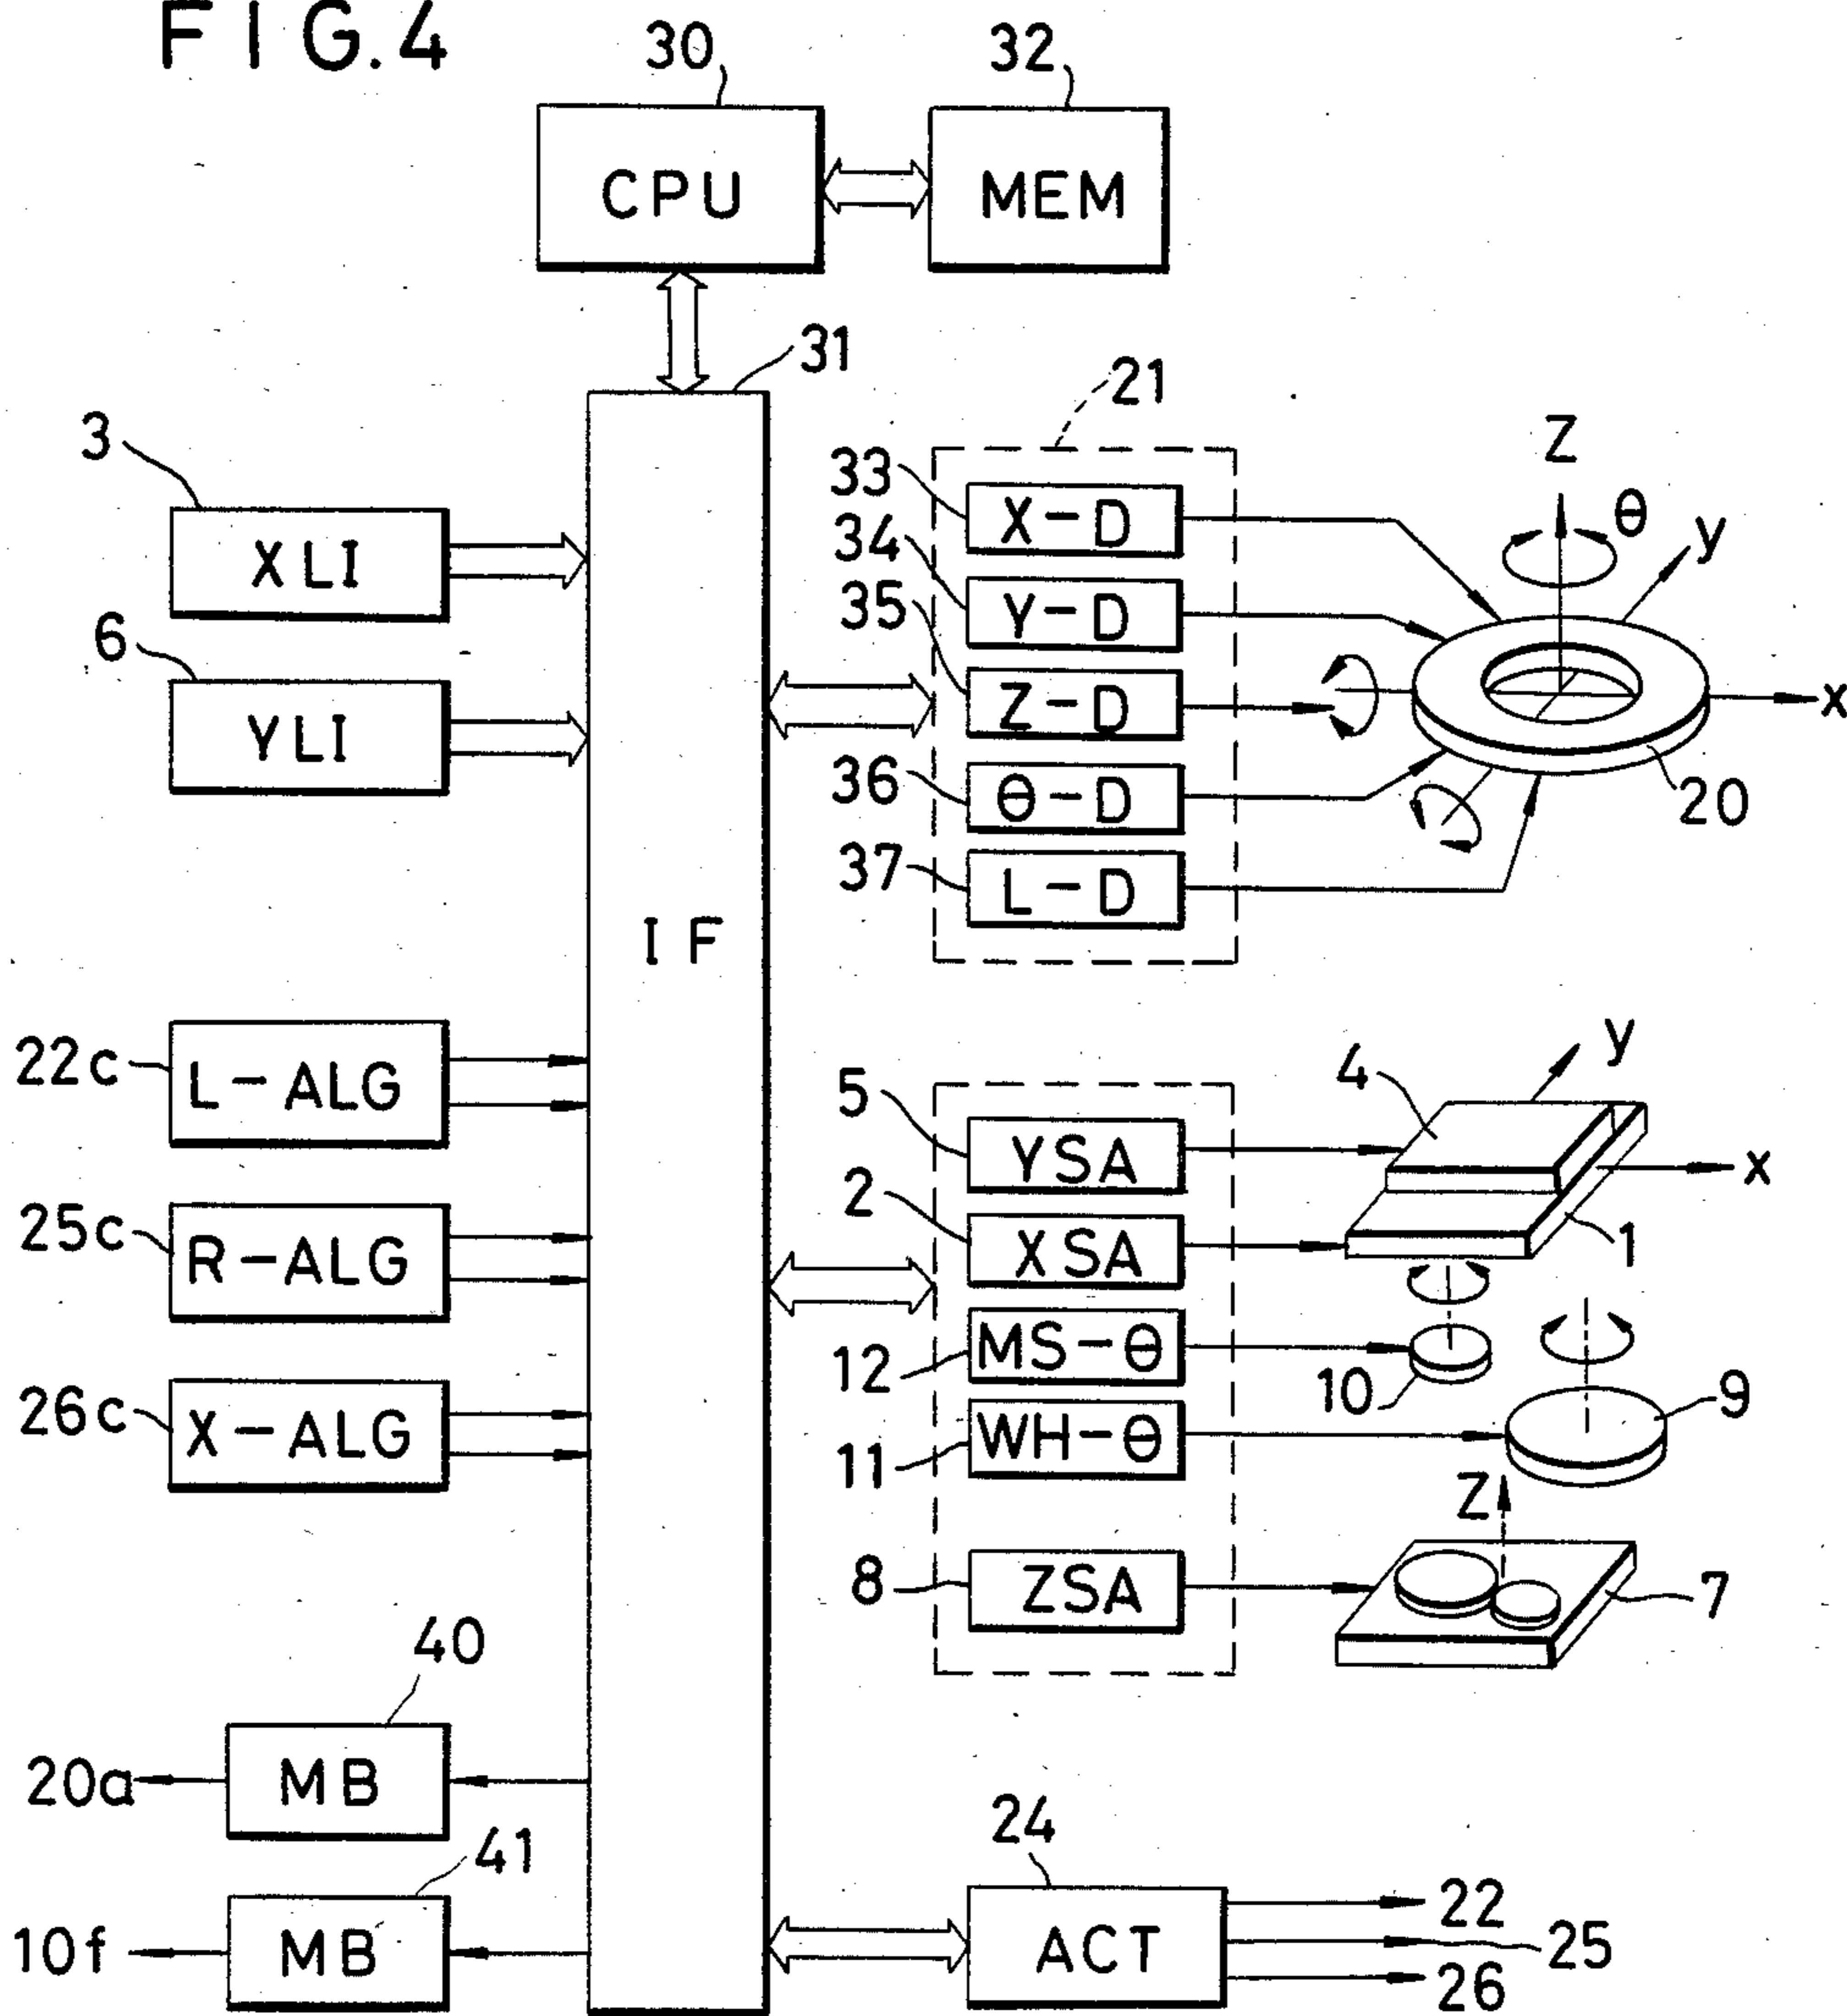 FIG.4
30
32
CPU
MEM
31
21
3
XLI
6
YLI
IF
33
X-D
34
Y-D
35
Z-D
36
θ-D
37
L-D
Z
θ
y
x
20
22c
L-ALG
25c
R-ALG
26c
X-ALG
5
YSA
2
XSA
12
MS-θ
11
WH-θ
8
ZSA
4
y
x
1
10
9
Z
7
40
20a
MB
41
10f
MB
24
ACT
22
25
26